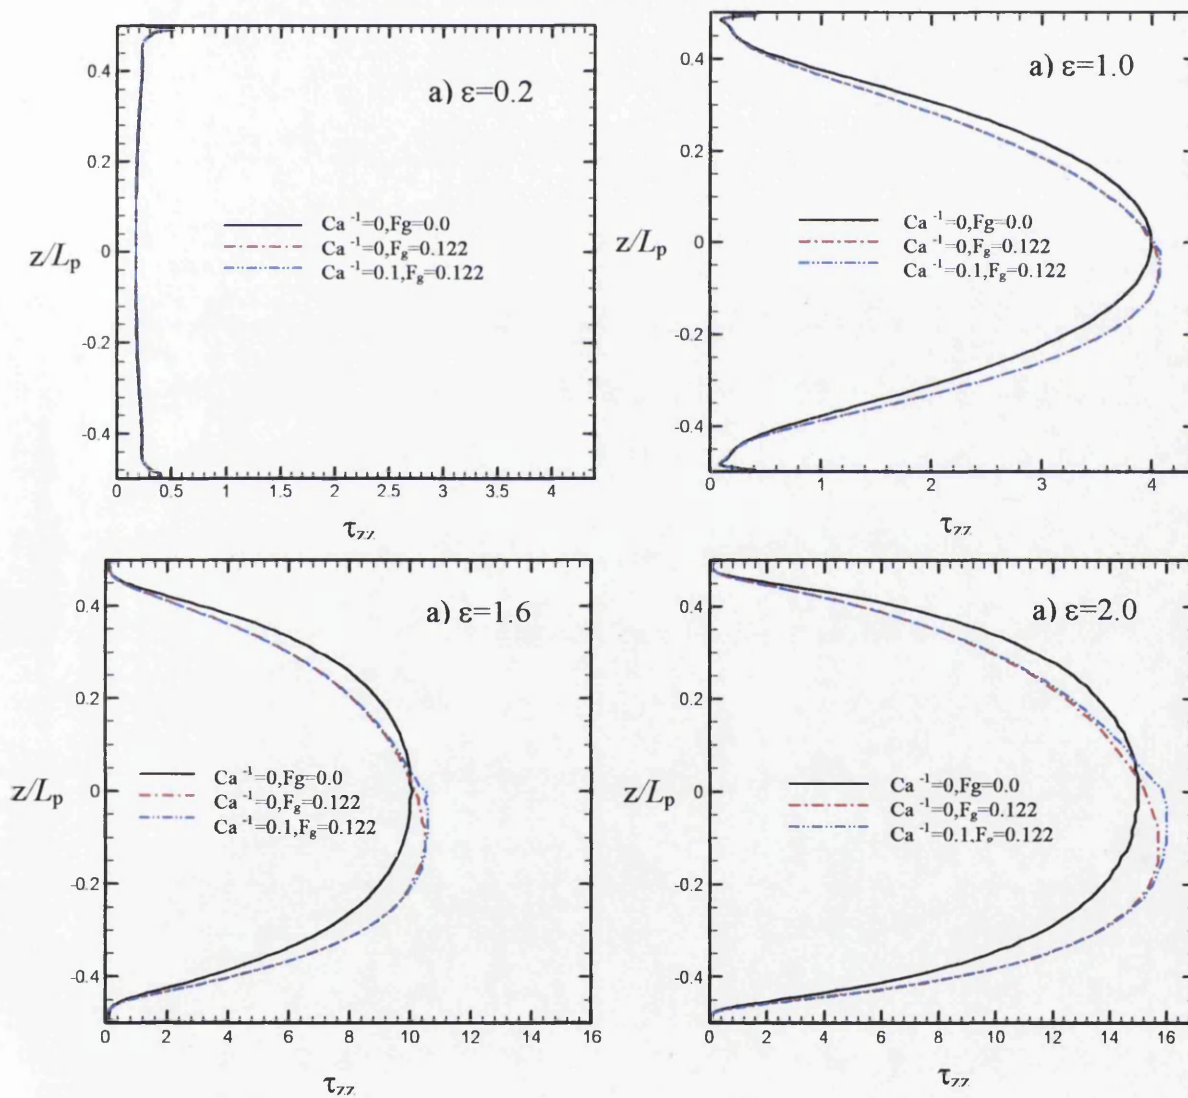 a) ε=0.2
0.4
0.2
0
-0.2
-0.4
z/Lp
Ca ⁻¹=0,Fg=0.0
Ca ⁻¹=0,Fg=0.122
Ca ⁻¹=0.1,Fg=0.122
0 0.5 1 1.5 2 2.5 3 3.5 4
τzz
a) ε=1.0
0.4
0.2
0
-0.2
-0.4
z/Lp
Ca ⁻¹=0,Fg=0.0
Ca ⁻¹=0,Fg=0.122
Ca ⁻¹=0.1,Fg=0.122
0 1 2 3 4
τzz
a) ε=1.6
0.4
0.2
0
-0.2
-0.4
z/Lp
Ca ⁻¹=0,Fg=0.0
Ca ⁻¹=0,Fg=0.122
Ca ⁻¹=0.1,Fg=0.122
0 2 4 6 8 10 12 14 16
τzz
a) ε=2.0
0.4
0.2
0
-0.2
-0.4
z/Lp
Ca ⁻¹=0,Fg=0.0
Ca ⁻¹=0,Fg=0.122
Ca ⁻¹=0.1,Fg=0.122
0 2 4 6 8 10 12 14 16
τzz